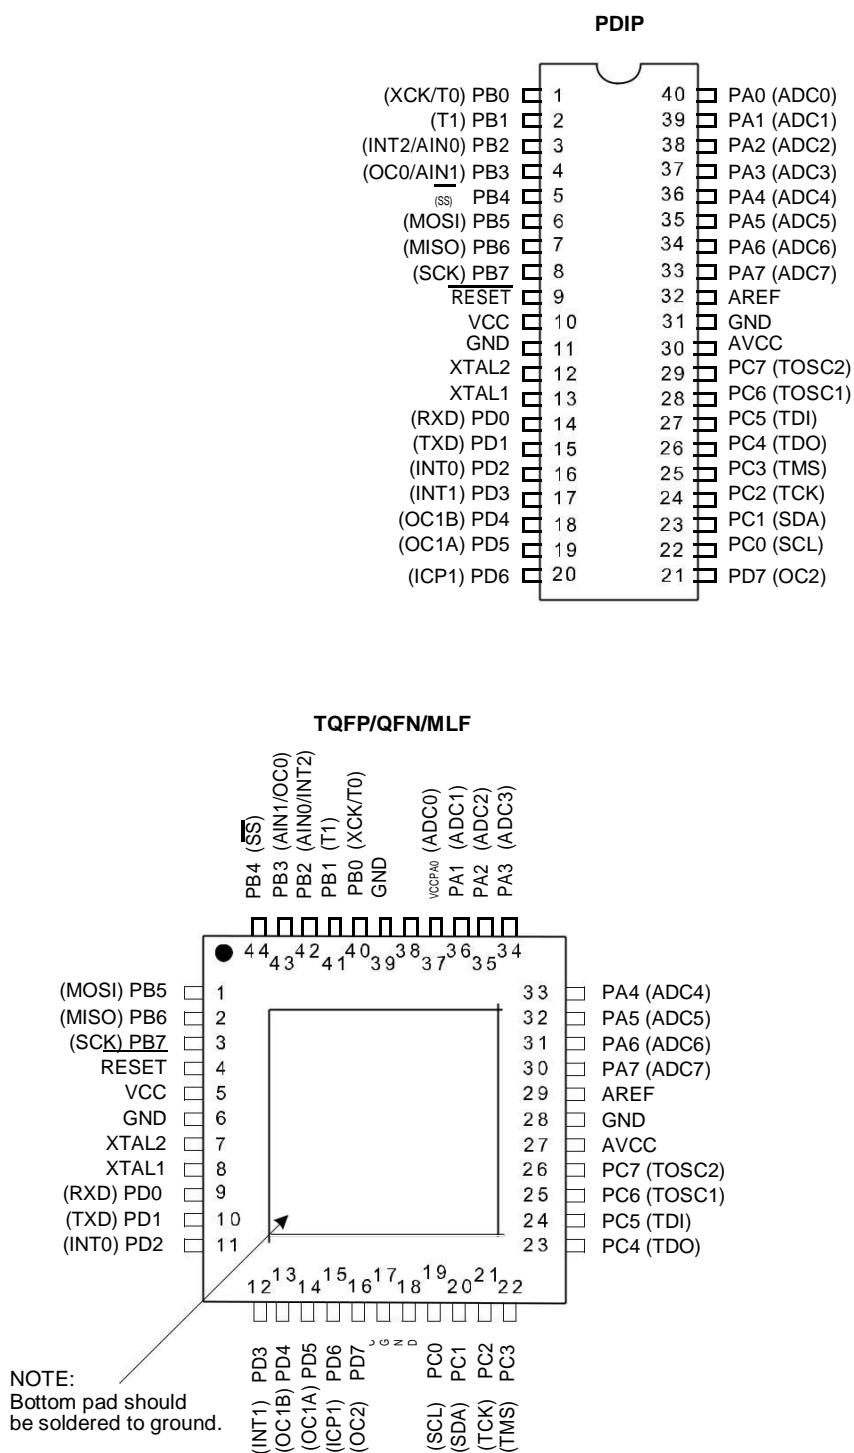 PDIP
(XCK/T0) PB0 1 40 PA0 (ADC0)
(T1) PB1 2 39 PA1 (ADC1)
(INT2/AIN0) PB2 3 38 PA2 (ADC2)
(OC0/AIN1) PB3 4 37 PA3 (ADC3)
(SS) PB4 5 36 PA4 (ADC4)
(MOSI) PB5 6 35 PA5 (ADC5)
(MISO) PB6 7 34 PA6 (ADC6)
(SCK) PB7 8 33 PA7 (ADC7)
RESET 9 32 AREF
VCC 10 31 GND
GND 11 30 AVCC
XTAL2 12 29 PC7 (TOSC2)
XTAL1 13 28 PC6 (TOSC1)
(RXD) PD0 14 27 PC5 (TDI)
(TXD) PD1 15 26 PC4 (TDO)
(INT0) PD2 16 25 PC3 (TMS)
(INT1) PD3 17 24 PC2 (TCK)
(OC1B) PD4 18 23 PC1 (SDA)
(OC1A) PD5 19 22 PC0 (SCL)
(ICP1) PD6 20 21 PD7 (OC2)
TQFP/QFN/MLF
PB4 (SS)
PB3 (AIN1/OC0)
PB2 (AIN0/INT2)
PB1 (T1)
PB0 (XCK/T0)
GND
VCCPA0 (ADC0)
PA1 (ADC1)
PA2 (ADC2)
PA3 (ADC3)
44 43 42 41 40 39 38 37 36 35 34
(MOSI) PB5 1 33 PA4 (ADC4)
(MISO) PB6 2 32 PA5 (ADC5)
(SCK) PB7 3 31 PA6 (ADC6)
RESET 4 30 PA7 (ADC7)
VCC 5 29 AREF
GND 6 28 GND
XTAL2 7 27 AVCC
XTAL1 8 26 PC7 (TOSC2)
(RXD) PD0 9 25 PC6 (TOSC1)
(TXD) PD1 10 24 PC5 (TDI)
(INT0) PD2 11 23 PC4 (TDO)
12 13 14 15 16 17 18 19 20 21 22
(INT1) PD3
(OC1B) PD4
(OC1A) PD5
(ICP1) PD6
(OC2) PD7
GND
(SCL) PC0
(SDA) PC1
(TCK) PC2
(TMS) PC3
NOTE:
Bottom pad should
be soldered to ground.